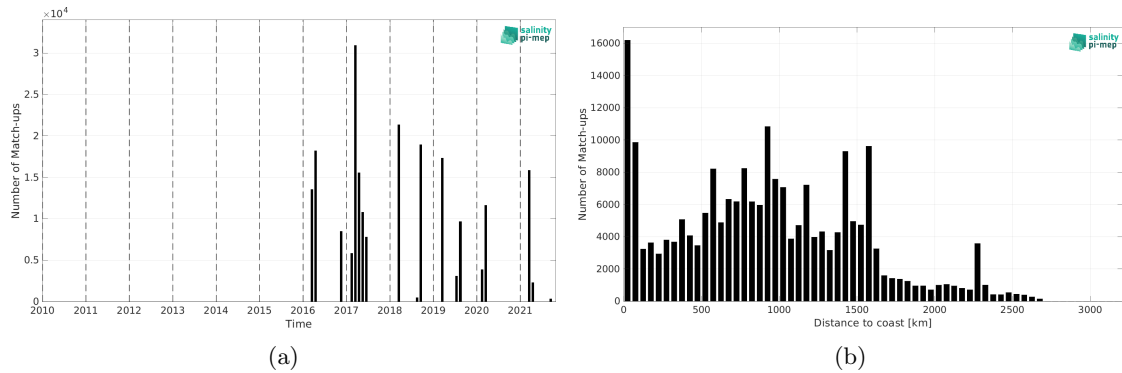 ×10⁴
Number of Match-ups
3
2.5
2
1.5
1
0.5
0
2010 2011 2012 2013 2014 2015 2016 2017 2018 2019 2020 2021
Time
salinity
pi-mep
(a)
Number of Match-ups
16000
14000
12000
10000
8000
6000
4000
2000
0
0 500 1000 1500 2000 2500 3000
Distance to coast [km]
salinity
pi-mep
(b)